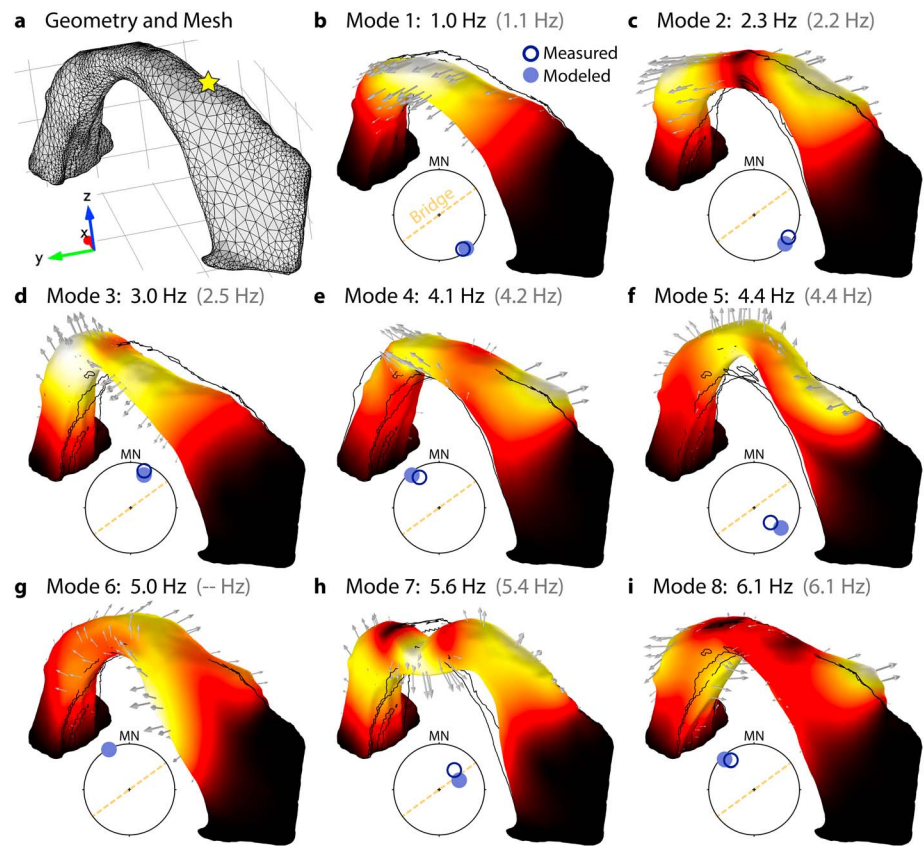 a Geometry and Mesh
z
x
y
b Mode 1: 1.0 Hz (1.1 Hz)
Measured
Modeled
MN
Bridge
c Mode 2: 2.3 Hz (2.2 Hz)
MN
d Mode 3: 3.0 Hz (2.5 Hz)
MN
e Mode 4: 4.1 Hz (4.2 Hz)
MN
f Mode 5: 4.4 Hz (4.4 Hz)
MN
g Mode 6: 5.0 Hz (-- Hz)
MN
h Mode 7: 5.6 Hz (5.4 Hz)
MN
i Mode 8: 6.1 Hz (6.1 Hz)
MN